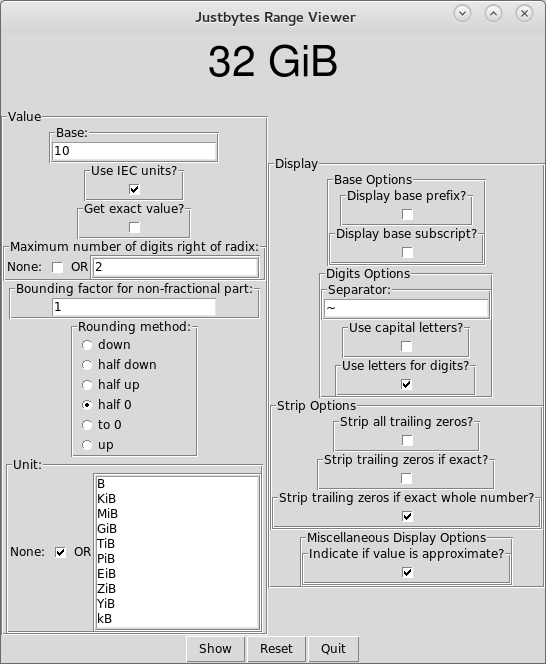 Justbytes Range Viewer
32 GiB
Value
Base:
10
Use IEC units?
Get exact value?
Maximum number of digits right of radix:
None: OR 2
Bounding factor for non-fractional part:
1
Rounding method:
down
half down
half up
half 0
to 0
up
Unit:
None: OR
B
KiB
MiB
GiB
TiB
PiB
EiB
ZiB
YiB
kB
Display
Base Options
Display base prefix?
Display base subscript?
Digits Options
Separator:
~
Use capital letters?
Use letters for digits?
Strip Options
Strip all trailing zeros?
Strip trailing zeros if exact?
Strip trailing zeros if exact whole number?
Miscellaneous Display Options
Indicate if value is approximate?
Show Reset Quit